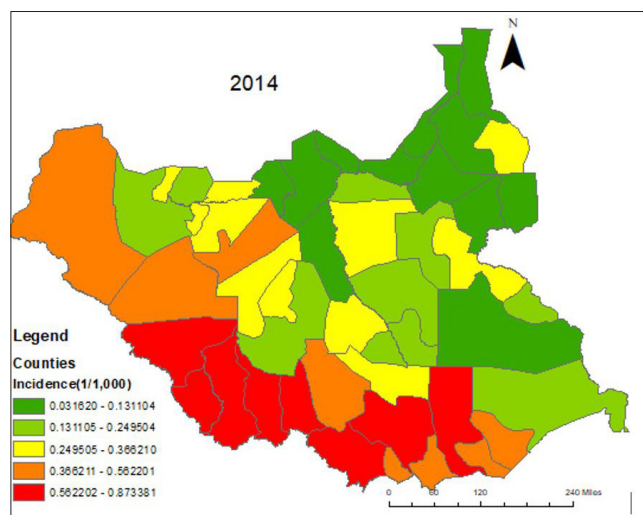 N
2014
Legend
Counties
Incidence(1/1,000)
0.031620 - 0.131104
0.131105 - 0.249504
0.249505 - 0.366210
0.366211 - 0.562201
0.562202 - 0.873381
0 60 120 240 Miles